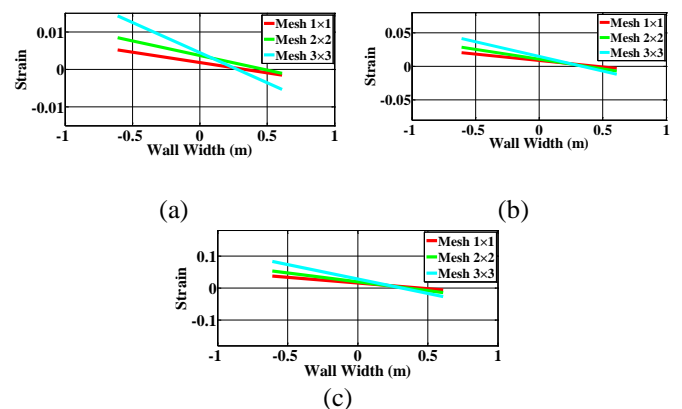 0.01
0
-0.01
Strain
-1 -0.5 0 0.5 1
Wall Width (m)
Mesh 1×1
Mesh 2×2
Mesh 3×3
(a)
0.05
0
-0.05
Strain
-1 -0.5 0 0.5 1
Wall Width (m)
Mesh 1×1
Mesh 2×2
Mesh 3×3
(b)
0.1
0
-0.1
Strain
-1 -0.5 0 0.5 1
Wall Width (m)
Mesh 1×1
Mesh 2×2
Mesh 3×3
(c)